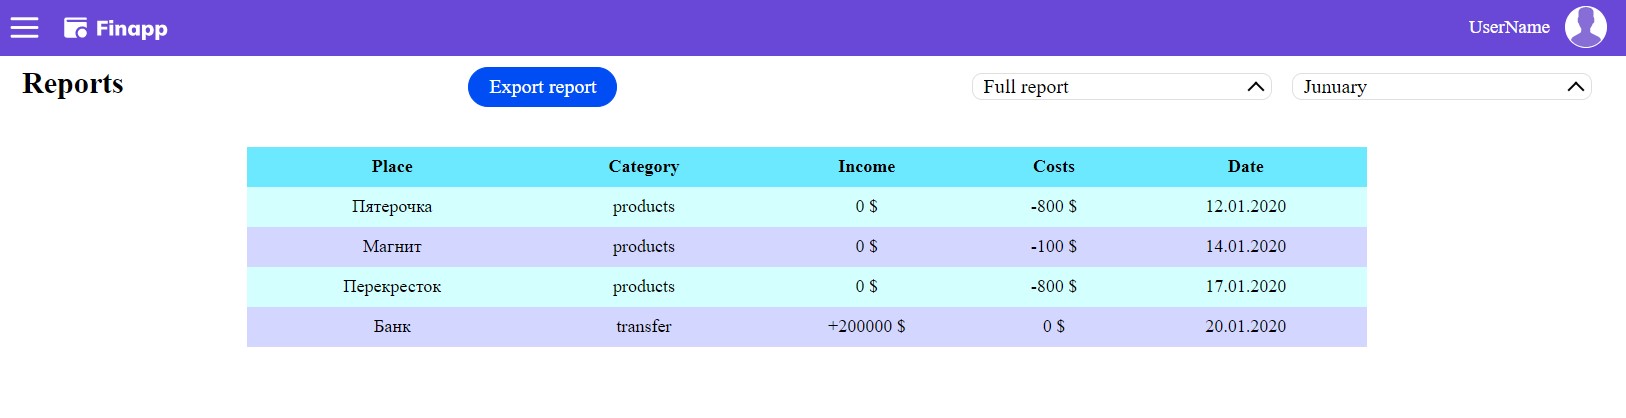 Finapp
UserName
Reports
Export report
Full report
Junuary
Place Category Income Costs Date
Пятерочка products 0 $ -800 $ 12.01.2020
Магнит products 0 $ -100 $ 14.01.2020
Перекресток products 0 $ -800 $ 17.01.2020
Банк transfer +200000 $ 0 $ 20.01.2020